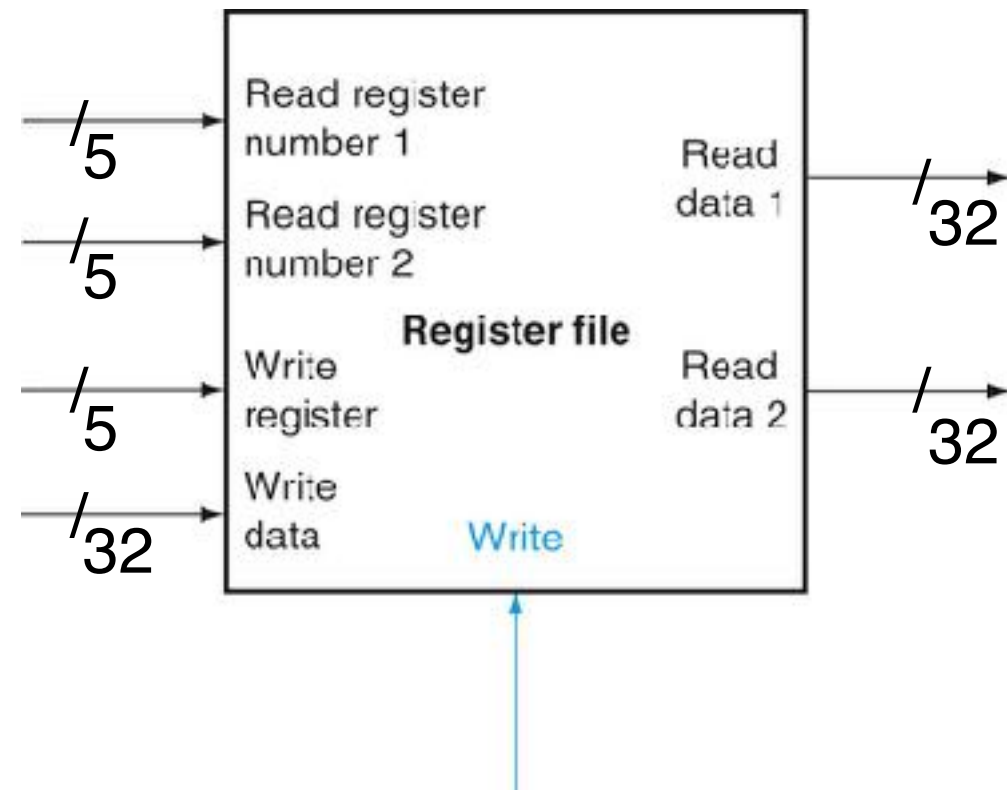 Read register
number 1
/5
Read register
number 2
/5
Read
data 1
/32
Register file
Write
register
/5
Read
data 2
/32
Write
data
/32
Write